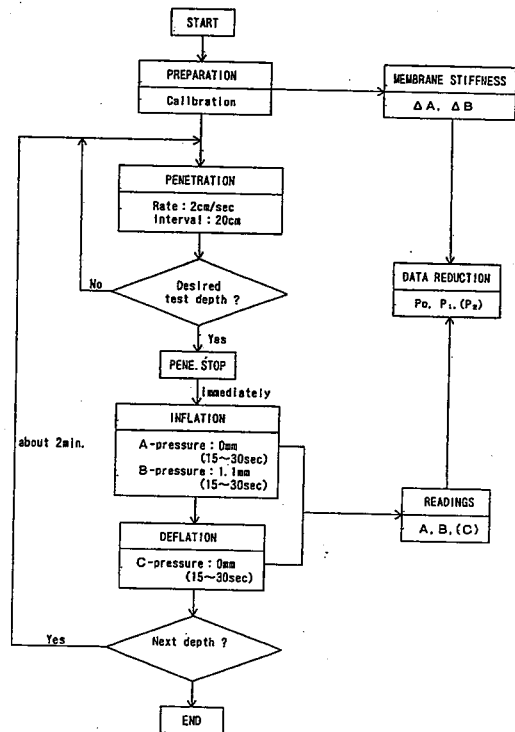 START
PREPARATION
Calibration
MEMBRANE STIFFNESS
ΔA, ΔB
PENETRATION
Rate : 2cm/sec
Interval : 20cm
No
Desired
test depth ?
DATA REDUCTION
Po, P₁, (P₂)
Yes
PENE. STOP
immediately
INFLATION
about 2min.
A-pressure : 0mm
(15～30sec)
B-pressure : 1.1mm
(15～30sec)
READINGS
A, B, (C)
DEFLATION
C-pressure : 0mm
(15～30sec)
Yes
Next depth ?
END